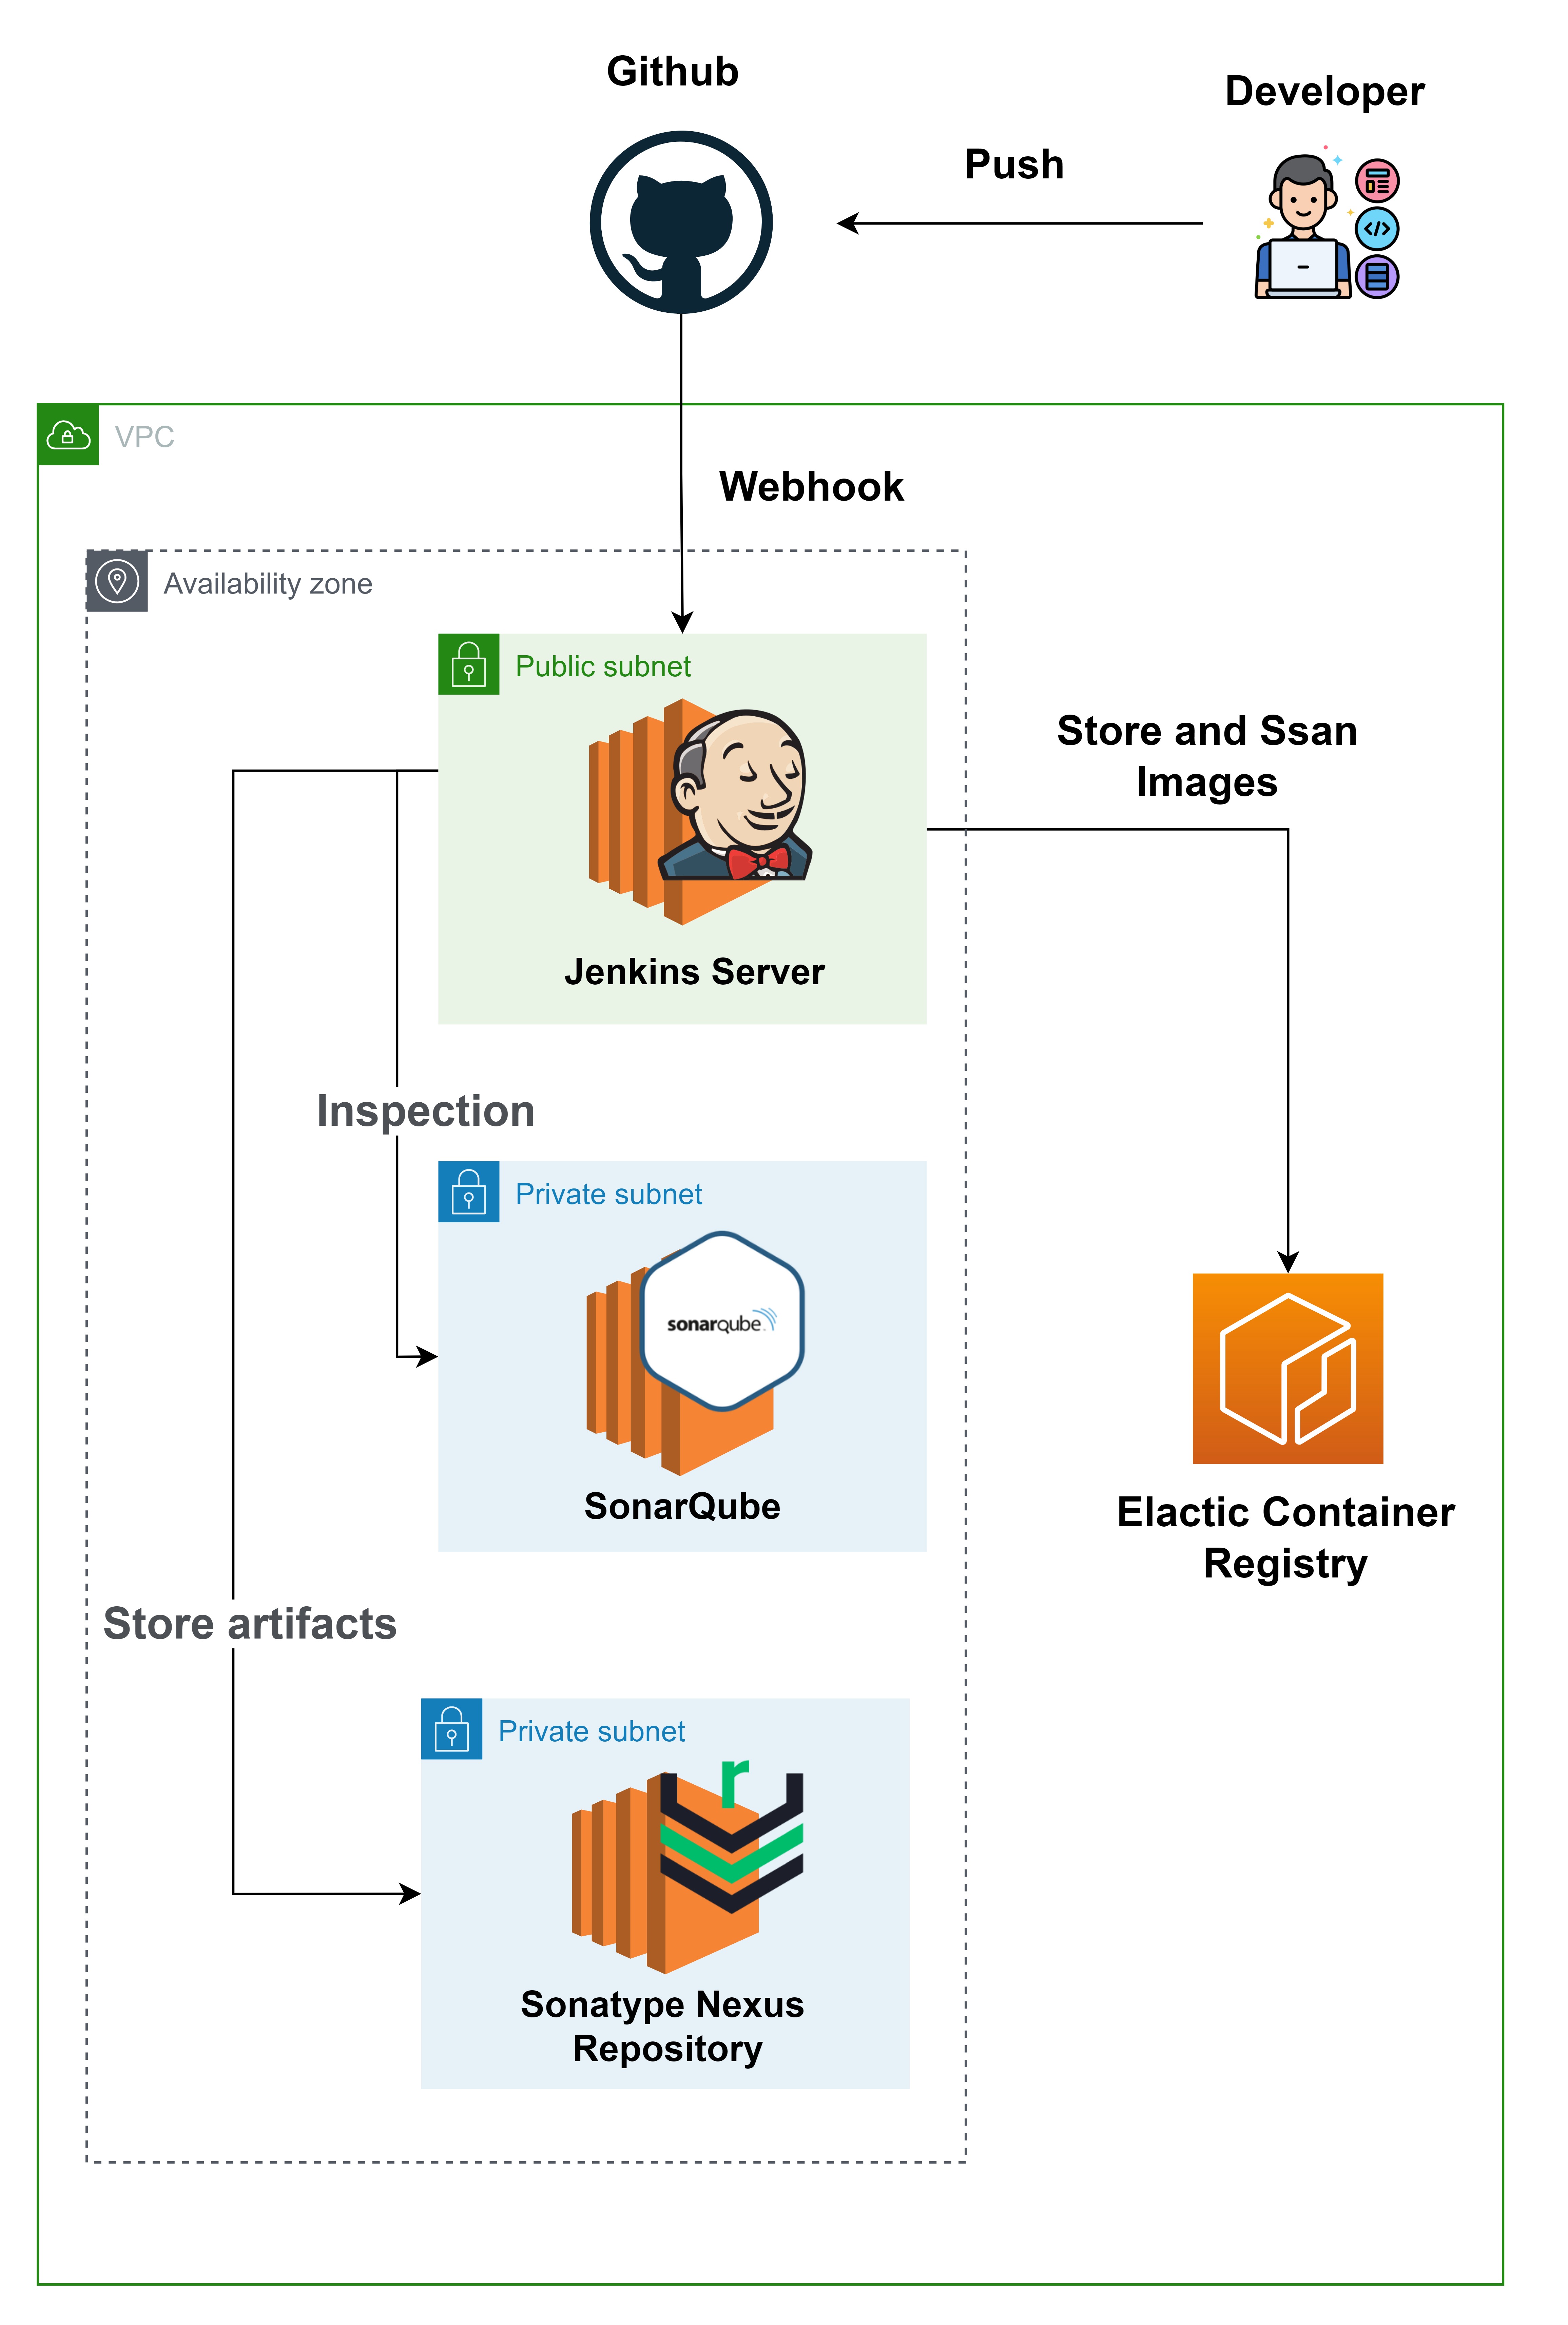 Github
Developer
Push
VPC
Webhook
Availability zone
Public subnet
Store and Ssan
Images
Jenkins Server
Inspection
Private subnet
sonarqube
SonarQube
Elactic Container
Registry
Store artifacts
Private subnet
r
Sonatype Nexus
Repository